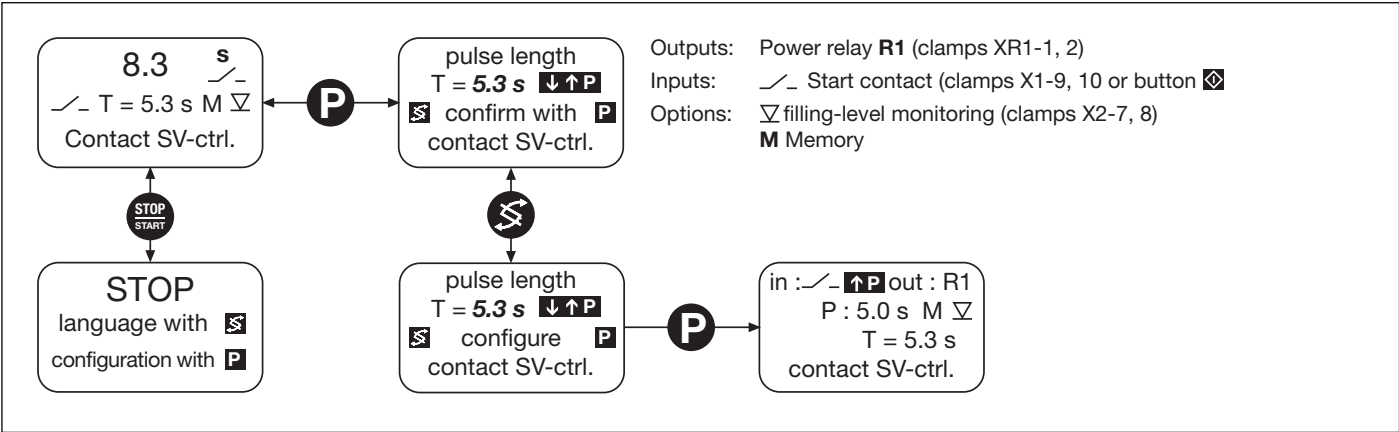 8.3 s
T = 5.3 s M
Contact SV-ctrl.
P
pulse length
T = 5.3 s ↓↑P
confirm with P
contact SV-ctrl.
Outputs: Power relay R1 (clamps XR1-1, 2)
Inputs: Start contact (clamps X1-9, 10 or button
Options: filling-level monitoring (clamps X2-7, 8)
M Memory
STOP
START
STOP
language with
configuration with P
pulse length
T = 5.3 s ↓↑P
configure P
contact SV-ctrl.
P
in : ↑P out : R1
P : 5.0 s M
T = 5.3 s
contact SV-ctrl.